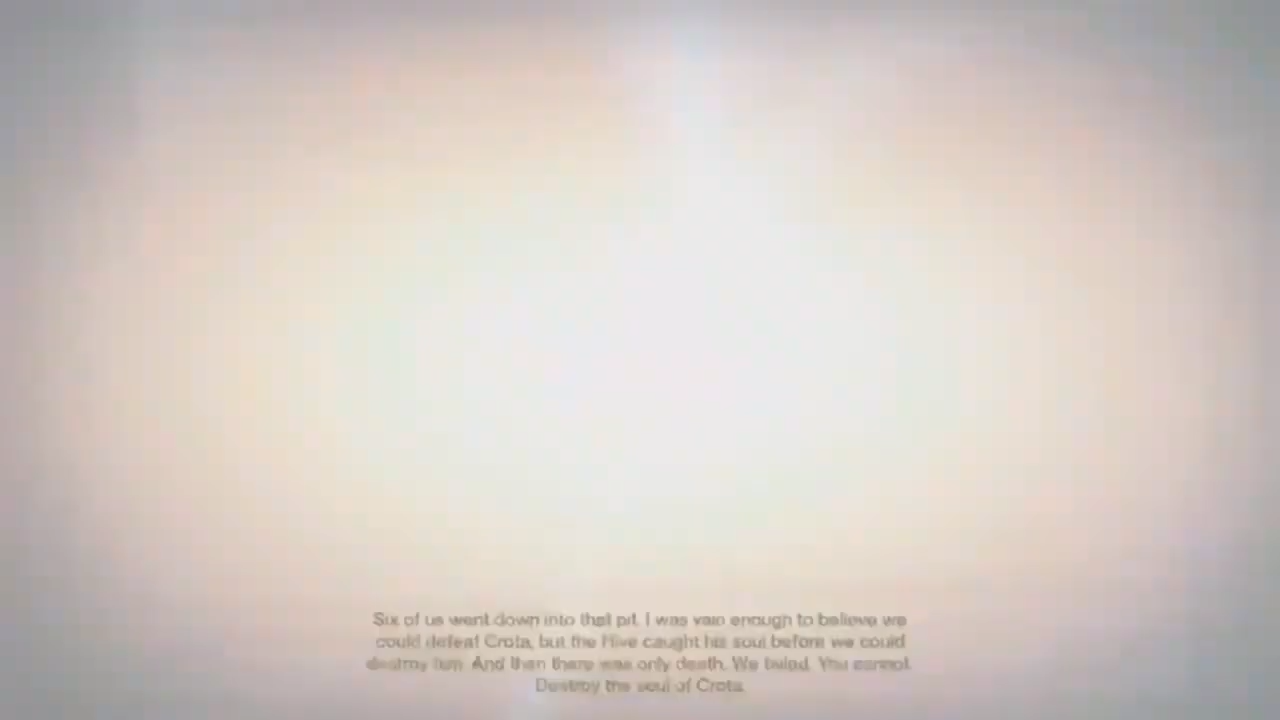 Six of us went down into that pit. I was vain enough to believe we
could defeat Crota, but the Hive caught his soul before we could
destroy him. And then there was only death. We failed. You cannot.
Destroy the soul of Crota.